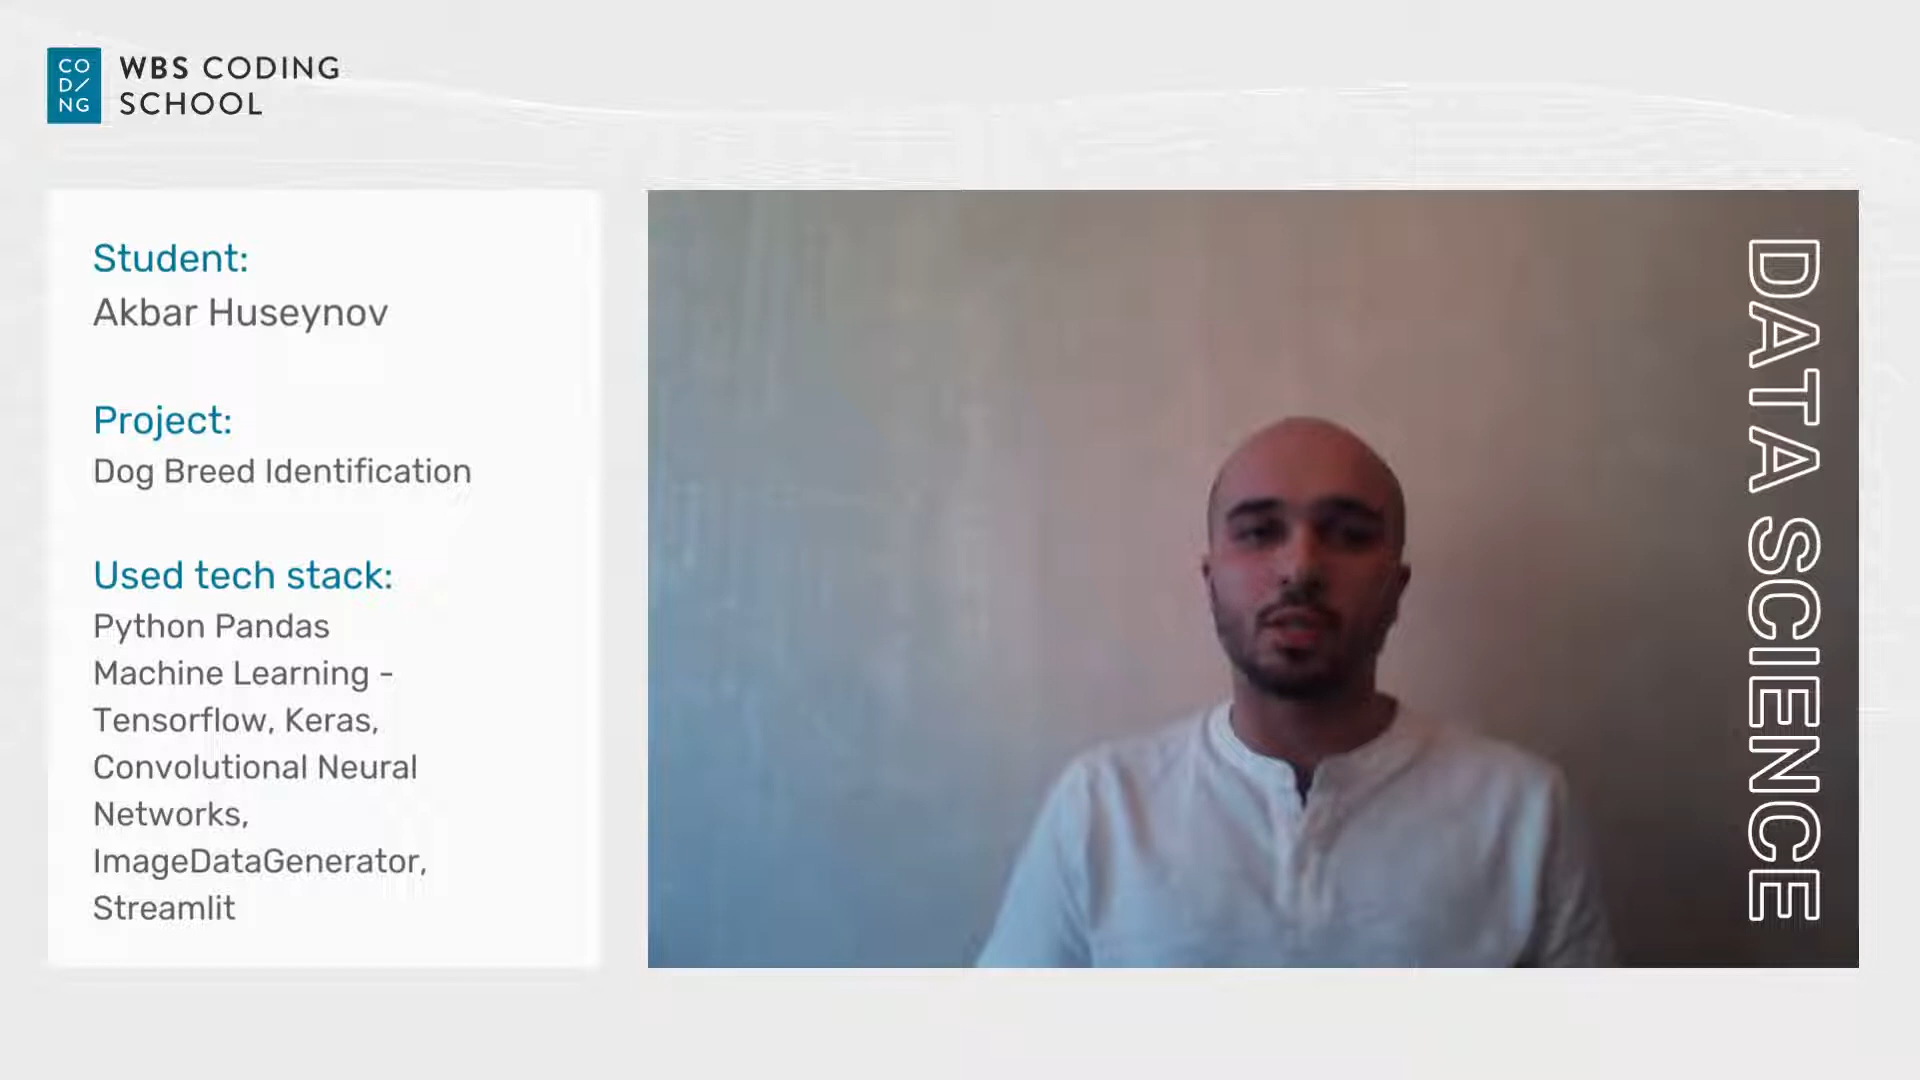 CO
D/
NG
WBS CODING
SCHOOL
Student:
Akbar Huseynov
Project:
Dog Breed Identification
Used tech stack:
Python Pandas
Machine Learning -
Tensorflow, Keras,
Convolutional Neural
Networks,
ImageDataGenerator,
Streamlit
DATA SCIENCE